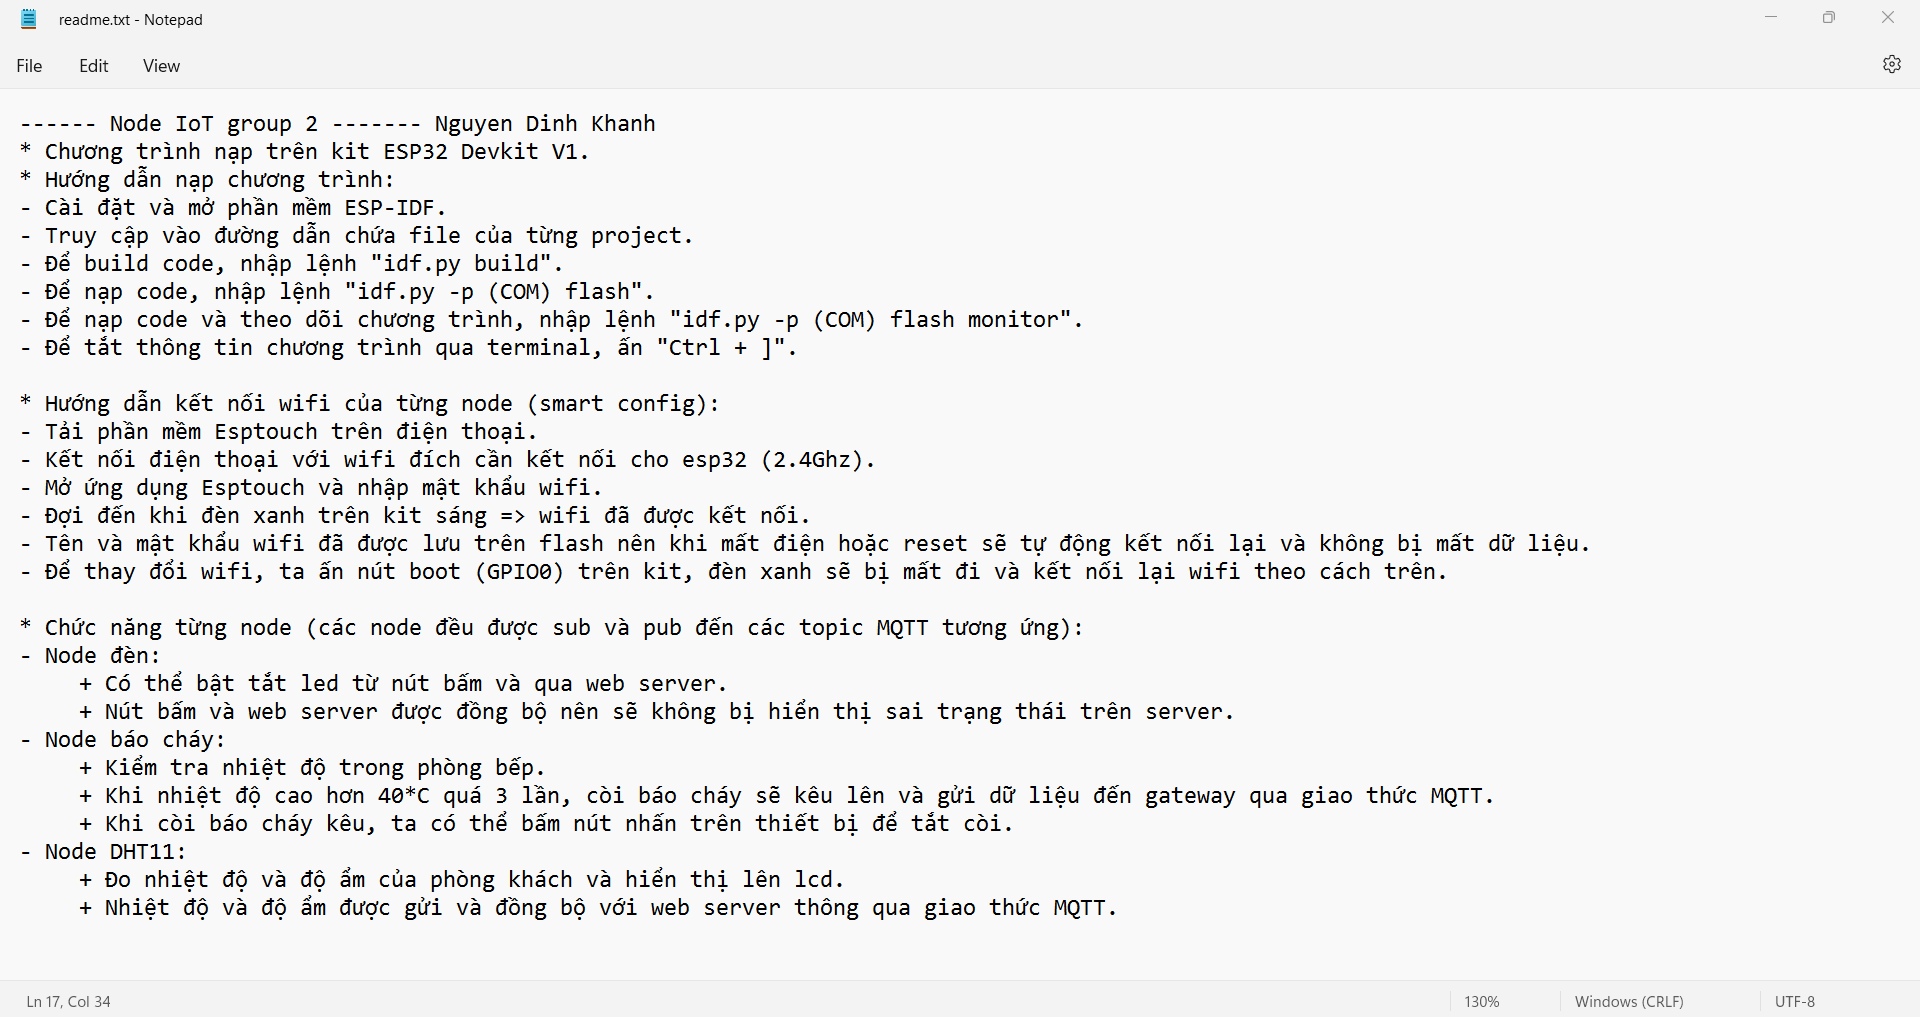 readme.txt - Notepad
File Edit View
------ Node IoT group 2 ------- Nguyen Dinh Khanh
* Chương trình nạp trên kit ESP32 Devkit V1.
* Hướng dẫn nạp chương trình:
- Cài đặt và mở phần mềm ESP-IDF.
- Truy cập vào đường dẫn chứa file của từng project.
- Để build code, nhập lệnh "idf.py build".
- Để nạp code, nhập lệnh "idf.py -p (COM) flash".
- Để nạp code và theo dõi chương trình, nhập lệnh "idf.py -p (COM) flash monitor".
- Để tắt thông tin chương trình qua terminal, ấn "Ctrl + ]".
* Hướng dẫn kết nối wifi của từng node (smart config):
- Tải phần mềm Esptouch trên điện thoại.
- Kết nối điện thoại với wifi đích cần kết nối cho esp32 (2.4Ghz).
- Mở ứng dụng Esptouch và nhập mật khẩu wifi.
- Đợi đến khi đèn xanh trên kit sáng => wifi đã được kết nối.
- Tên và mật khẩu wifi đã được lưu trên flash nên khi mất điện hoặc reset sẽ tự động kết nối lại và không bị mất dữ liệu.
- Để thay đổi wifi, ta ấn nút boot (GPIO0) trên kit, đèn xanh sẽ bị mất đi và kết nối lại wifi theo cách trên.
* Chức năng từng node (các node đều được sub và pub đến các topic MQTT tương ứng):
- Node đèn:
+ Có thể bật tắt led từ nút bấm và qua web server.
+ Nút bấm và web server được đồng bộ nên sẽ không bị hiển thị sai trạng thái trên server.
- Node báo cháy:
+ Kiểm tra nhiệt độ trong phòng bếp.
+ Khi nhiệt độ cao hơn 40*C quá 3 lần, còi báo cháy sẽ kêu lên và gửi dữ liệu đến gateway qua giao thức MQTT.
+ Khi còi báo cháy kêu, ta có thể bấm nút nhấn trên thiết bị để tắt còi.
- Node DHT11:
+ Đo nhiệt độ và độ ẩm của phòng khách và hiển thị lên lcd.
+ Nhiệt độ và độ ẩm được gửi và đồng bộ với web server thông qua giao thức MQTT.
Ln 17, Col 34 130% Windows (CRLF) UTF-8